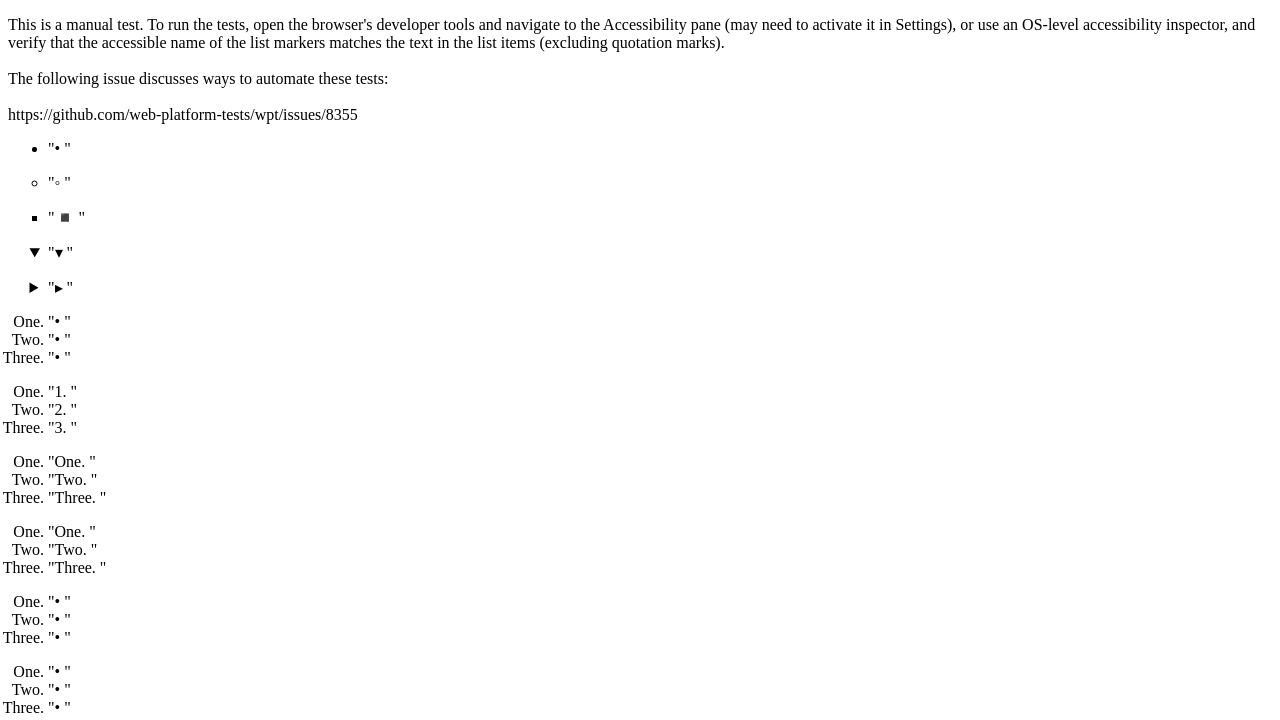 This is a manual test. To run the tests, open the browser's developer tools and navigate to the Accessibility pane (may need to activate it in Settings), or use an OS-level accessibility inspector, and
verify that the accessible name of the list markers matches the text in the list items (excluding quotation marks).
The following issue discusses ways to automate these tests:
https://github.com/web-platform-tests/wpt/issues/8355
• "• "
◦ "◦ "
▪ "◾ "
▼ "▾ "
▶ "▸ "
One. "• "
Two. "• "
Three. "• "
One. "1. "
Two. "2. "
Three. "3. "
One. "One. "
Two. "Two. "
Three. "Three. "
One. "One. "
Two. "Two. "
Three. "Three. "
One. "• "
Two. "• "
Three. "• "
One. "• "
Two. "• "
Three. "• "